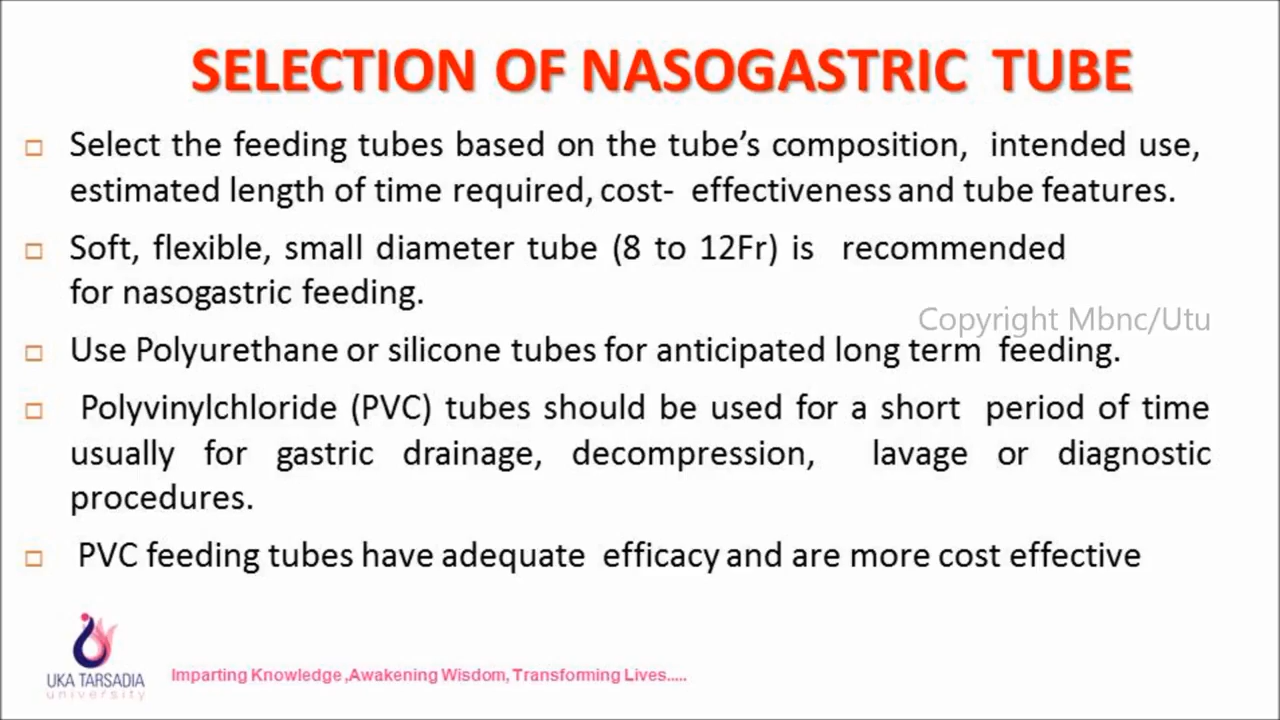 SELECTION OF NASOGASTRIC TUBE
Select the feeding tubes based on the tube’s composition, intended use,
estimated length of time required, cost- effectiveness and tube features.
Soft, flexible, small diameter tube (8 to 12Fr) is recommended
for nasogastric feeding.
Copyright Mbnc/Utu
Use Polyurethane or silicone tubes for anticipated long term feeding.
Polyvinylchloride (PVC) tubes should be used for a short period of time
usually for gastric drainage, decompression, lavage or diagnostic
procedures.
PVC feeding tubes have adequate efficacy and are more cost effective
UKA TARSADIA
university
Imparting Knowledge ,Awakening Wisdom, Transforming Lives.....